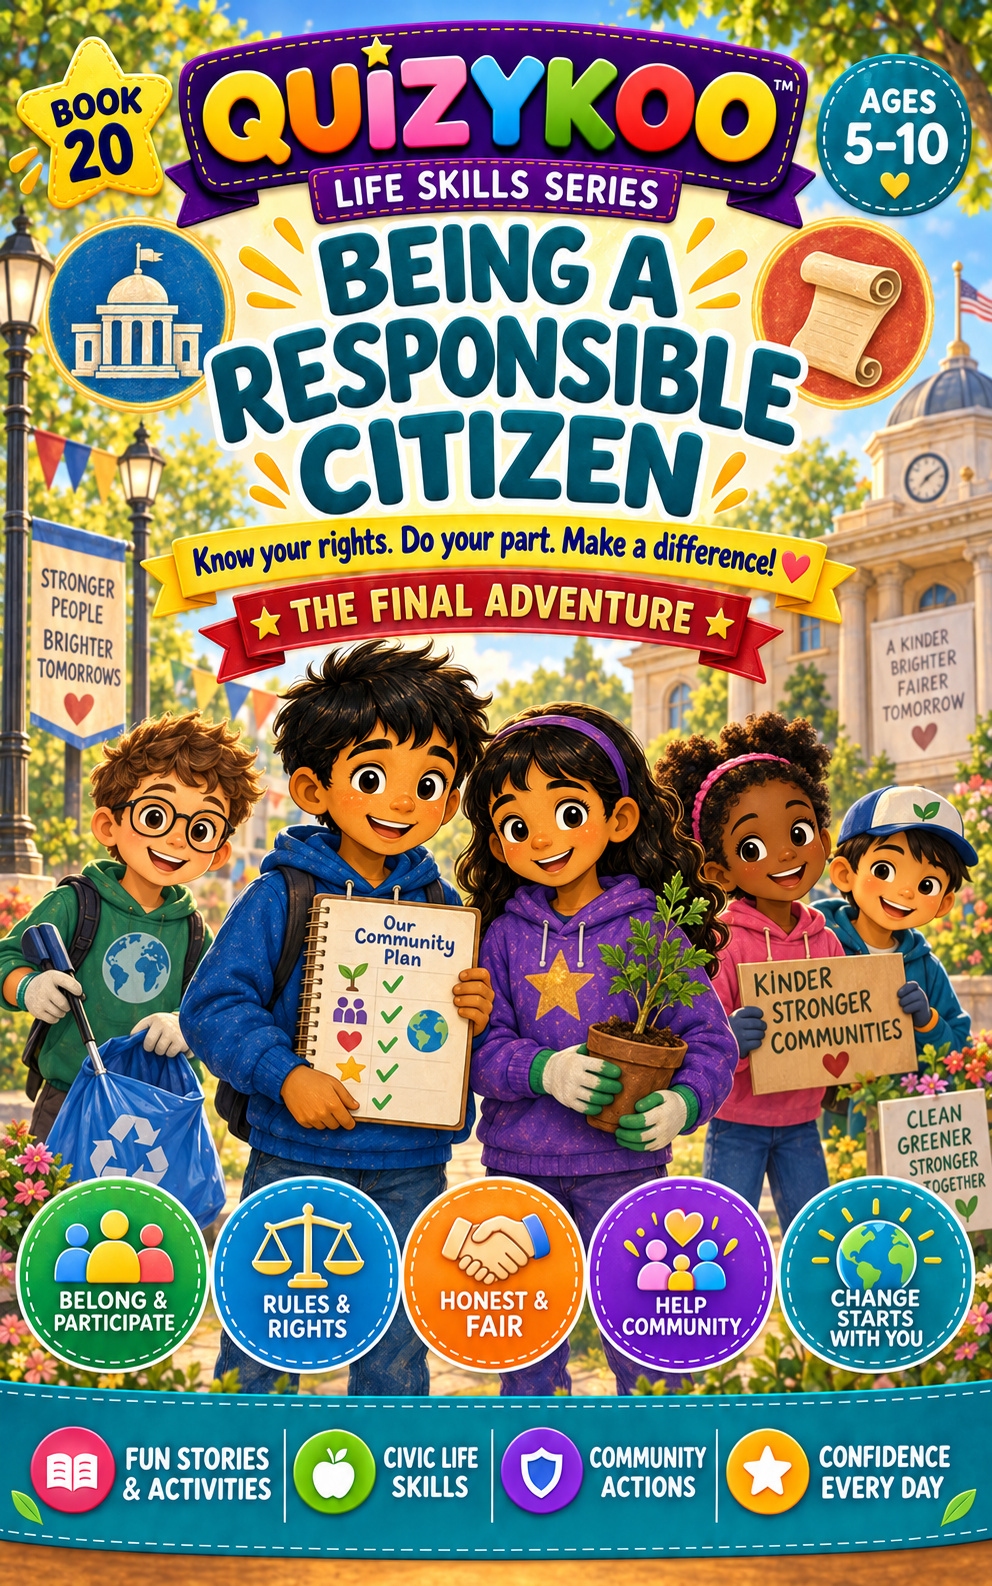 BOOK
20
QUIZYKOO™
LIFE SKILLS SERIES
AGES
5–10
BEING A
RESPONSIBLE
CITIZEN
Know your rights. Do your part. Make a difference!
THE FINAL ADVENTURE
STRONGER
PEOPLE
BRIGHTER
TOMORROWS
A KINDER
BRIGHTER
FAIRER
TOMORROW
Our
Community
Plan
KINDER
STRONGER
COMMUNITIES
CLEAN
GREENER
STRONGER
TOGETHER
BELONG &
PARTICIPATE
RULES &
RIGHTS
HONEST &
FAIR
HELP
COMMUNITY
CHANGE
STARTS
WITH YOU
FUN STORIES
& ACTIVITIES
CIVIC LIFE
SKILLS
COMMUNITY
ACTIONS
CONFIDENCE
EVERY DAY